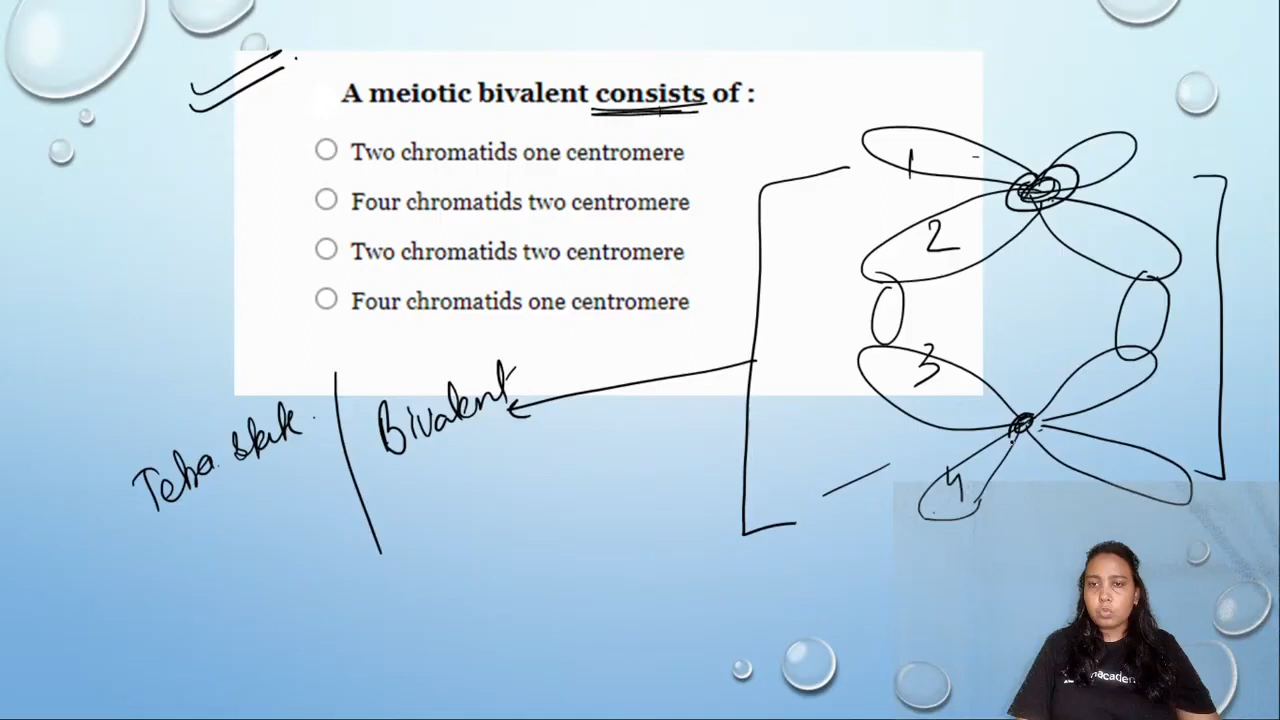 A meiotic bivalent consists of :
Two chromatids one centromere
Four chromatids two centromere
Two chromatids two centromere
Four chromatids one centromere
1
2
3
4
Bivalent